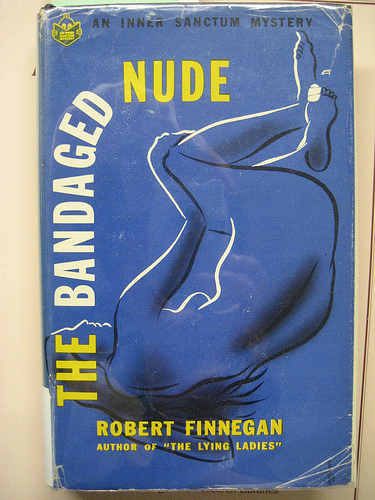 AN INNER SANCTUM MYSTERY
THE BANDAGED
NUDE
ROBERT FINNEGAN
AUTHOR OF "THE LYING LADIES"